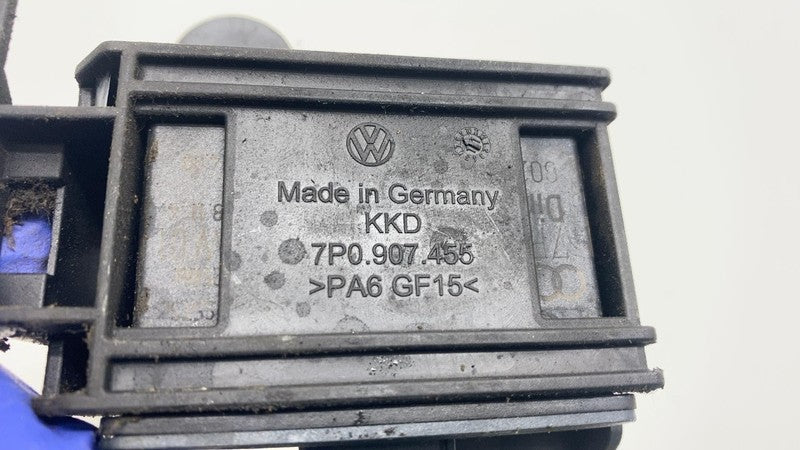 Made in Germany
KKD
7P0.907.455
>PA6 GF15<